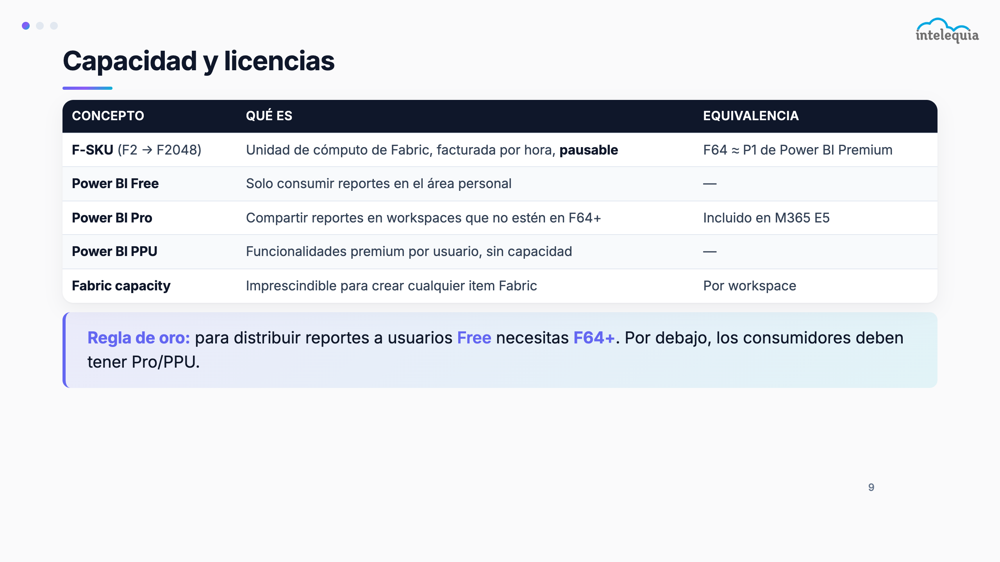 intelequia
Capacidad y licencias
CONCEPTO QUÉ ES EQUIVALENCIA
F-SKU (F2 → F2048) Unidad de cómputo de Fabric, facturada por hora, pausable F64 ≈ P1 de Power BI Premium
Power BI Free Solo consumir reportes en el área personal —
Power BI Pro Compartir reportes en workspaces que no estén en F64+ Incluido en M365 E5
Power BI PPU Funcionalidades premium por usuario, sin capacidad —
Fabric capacity Imprescindible para crear cualquier item Fabric Por workspace
Regla de oro: para distribuir reportes a usuarios Free necesitas F64+. Por debajo, los consumidores deben
tener Pro/PPU.
9